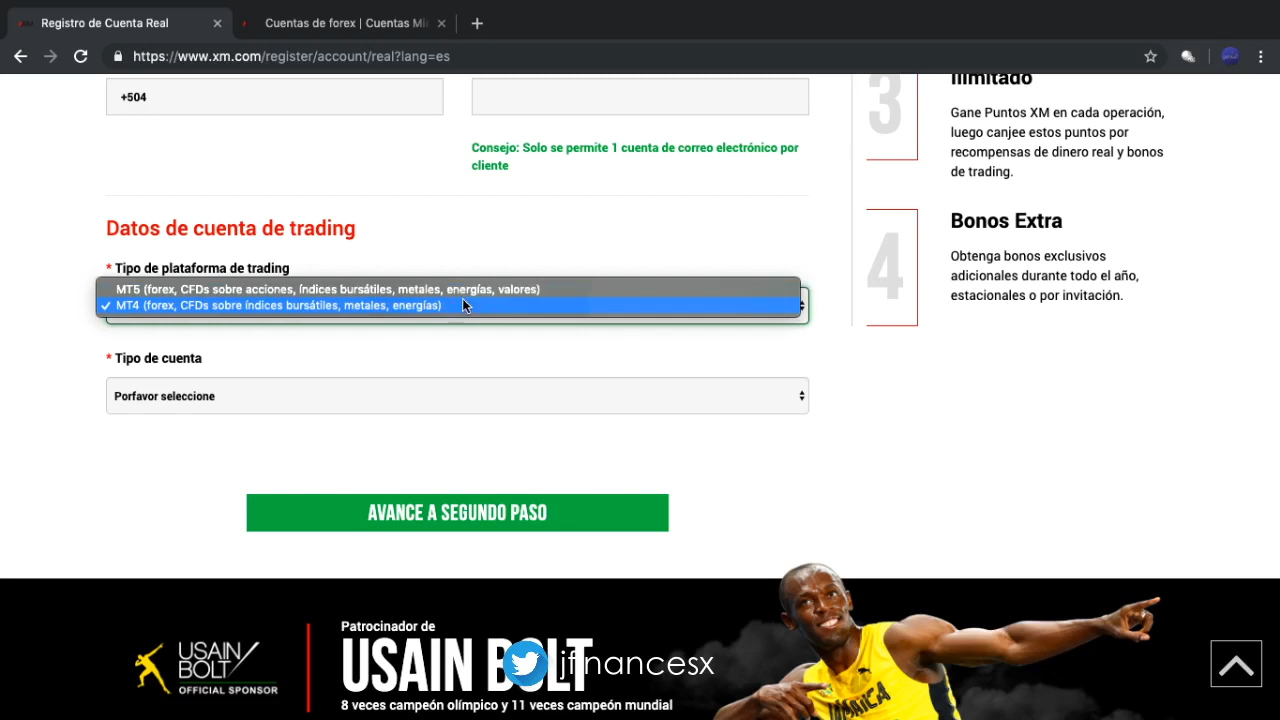 Registro de Cuenta Real
Cuentas de forex | Cuentas Mi
https://www.xm.com/register/account/real?lang=es
+504
Consejo: Solo se permite 1 cuenta de correo electrónico por
cliente
Datos de cuenta de trading
* Tipo de plataforma de trading
MT5 (forex, CFDs sobre acciones, índices bursátiles, metales, energías, valores)
✓ MT4 (forex, CFDs sobre índices bursátiles, metales, energías)
* Tipo de cuenta
Porfavor seleccione
AVANCE A SEGUNDO PASO
3
Ilimitado
Gane Puntos XM en cada operación,
luego canjee estos puntos por
recompensas de dinero real y bonos
de trading.
4
Bonos Extra
Obtenga bonos exclusivos
adicionales durante todo el año,
estacionales o por invitación.
USAIN
BOLT
OFFICIAL SPONSOR
Patrocinador de
USAIN BOLT
8 veces campeón olímpico y 11 veces campeón mundial
jfinancesx
JAMAICA